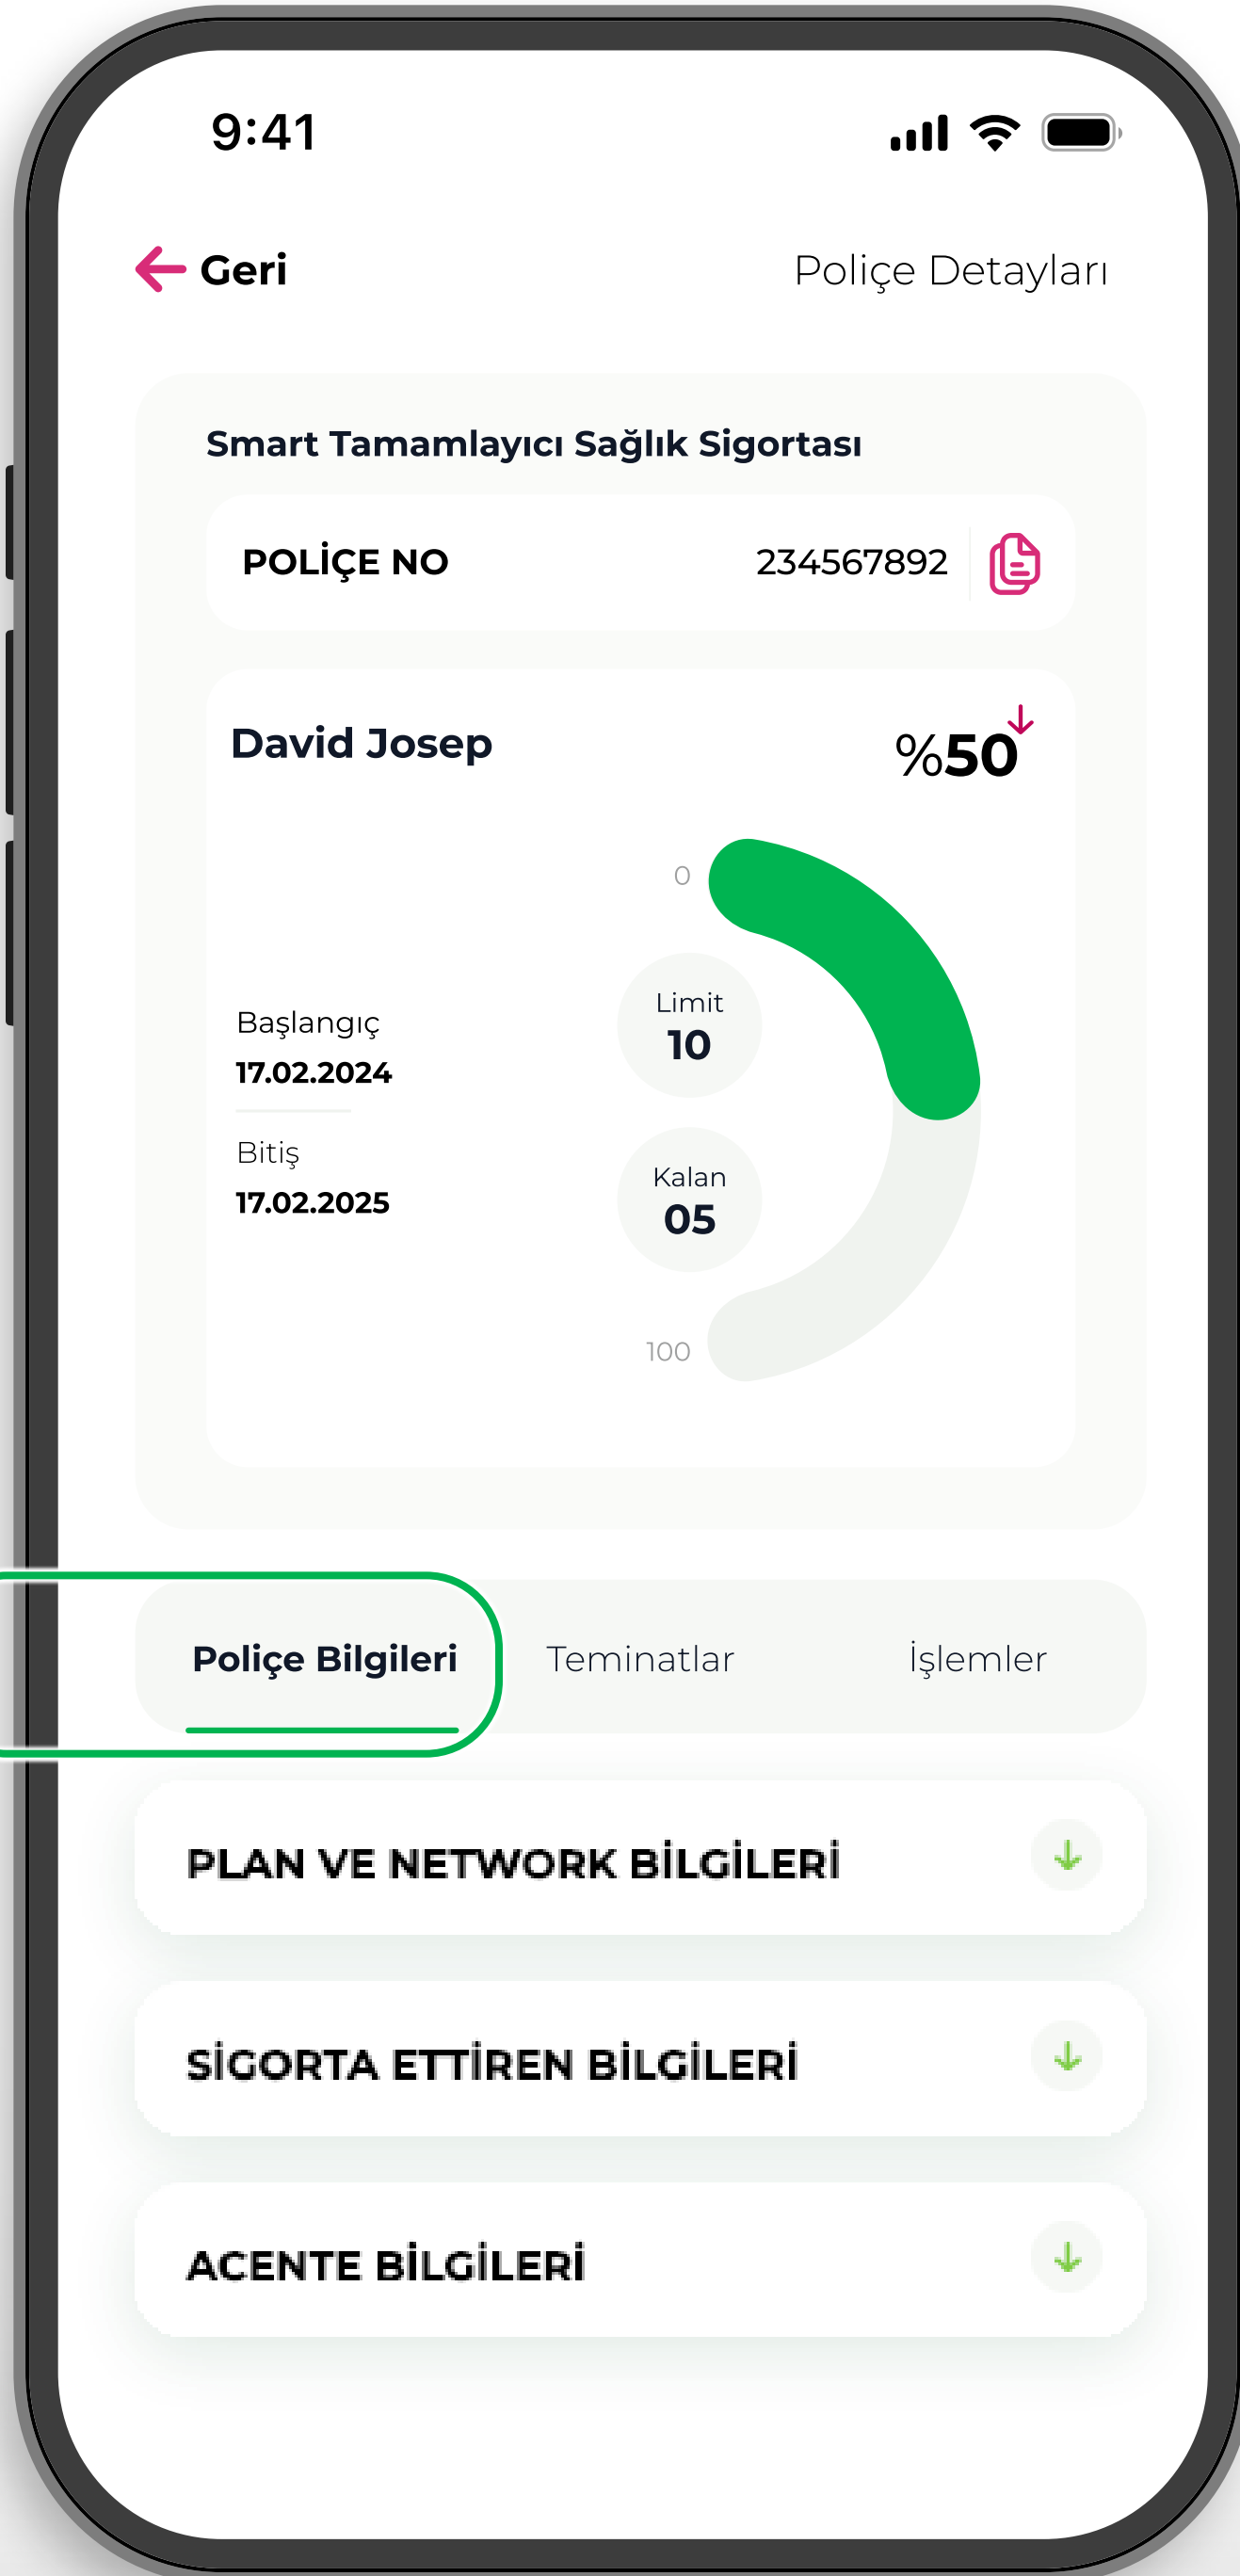 9:41
Geri
Poliçe Detayları
Smart Tamamlayıcı Sağlık Sigortası
POLİÇE NO
234567892
David Josep
%50
0
Limit
10
Başlangıç
17.02.2024
Kalan
05
Bitiş
17.02.2025
100
Poliçe Bilgileri
Teminatlar
İşlemler
PLAN VE NETWORK BİLGİLERİ
SİGORTA ETTİREN BİLGİLERİ
ACENTE BİLGİLERİ